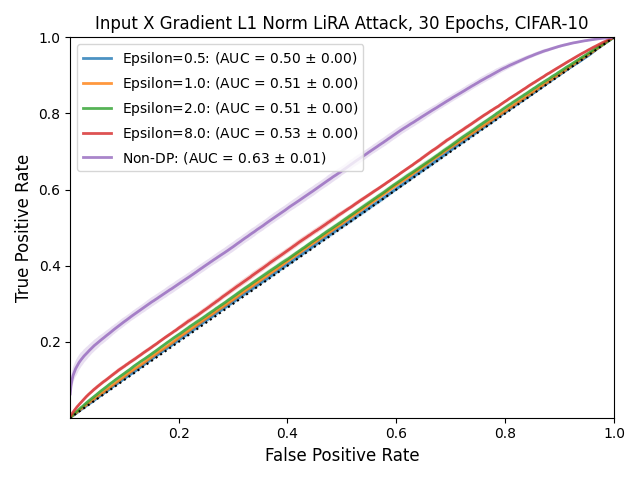 Input X Gradient L1 Norm LiRA Attack, 30 Epochs, CIFAR-10
1.0
0.8
0.6
0.4
0.2
True Positive Rate
Epsilon=0.5: (AUC = 0.50 ± 0.00)
Epsilon=1.0: (AUC = 0.51 ± 0.00)
Epsilon=2.0: (AUC = 0.51 ± 0.00)
Epsilon=8.0: (AUC = 0.53 ± 0.00)
Non-DP: (AUC = 0.63 ± 0.01)
0.2 0.4 0.6 0.8 1.0
False Positive Rate